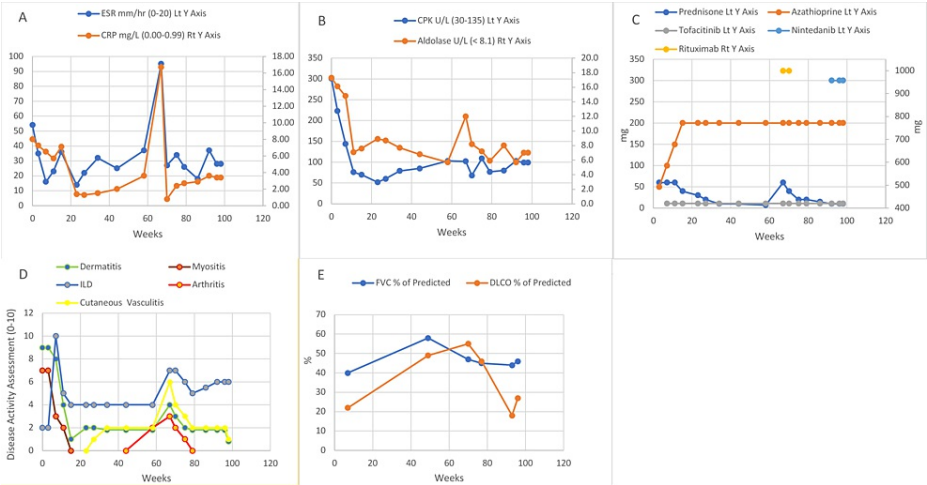 A
ESR mm/hr (0-20) Lt Y Axis
CRP mg/L (0.00-0.99) Rt Y Axis
100
90
80
70
60
50
40
30
20
10
0
18.00
16.00
14.00
12.00
10.00
8.00
6.00
4.00
2.00
0.00
0 20 40 60 80 100 120
Weeks
B
CPK U/L (30-135) Lt Y Axis
Aldolase U/L (< 8.1) Rt Y Axis
350
300
250
200
150
100
50
0
20.0
18.0
16.0
14.0
12.0
10.0
8.0
6.0
4.0
2.0
0.0
0 20 40 60 80 100 120
Weeks
C
Prednisone Lt Y Axis Azathioprine Lt Y Axis
Tofacitinib Lt Y Axis Nintedanib Lt Y Axis
Rituximab Rt Y Axis
mg
350
300
250
200
150
100
50
0
1000
900
800
700
600
500
400
mg
0 20 40 60 80 100 120
Weeks
D
Dermatitis Myositis
ILD Arthritis
Cutaneous Vasculitis
Disease Activity Assessment (0-10)
12
10
8
6
4
2
0
0 20 40 60 80 100 120
Weeks
E
FVC % of Predicted DLCO % of Predicted
%
70
60
50
40
30
20
10
0
0 20 40 60 80 100 120
Weeks